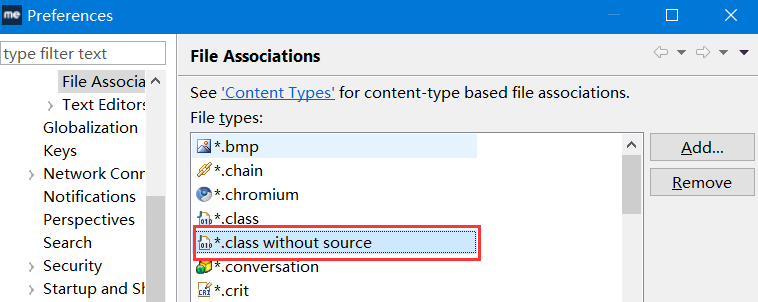 me Preferences
type filter text
File Associa
Text Editors
Globalization
Keys
Network Conn
Notifications
Perspectives
Search
Security
Startup and Sh
File Associations
See 'Content Types' for content-type based file associations.
File types:
*.bmp
*.chain
*.chromium
*.class
*.class without source
*.conversation
*.crit
Add...
Remove